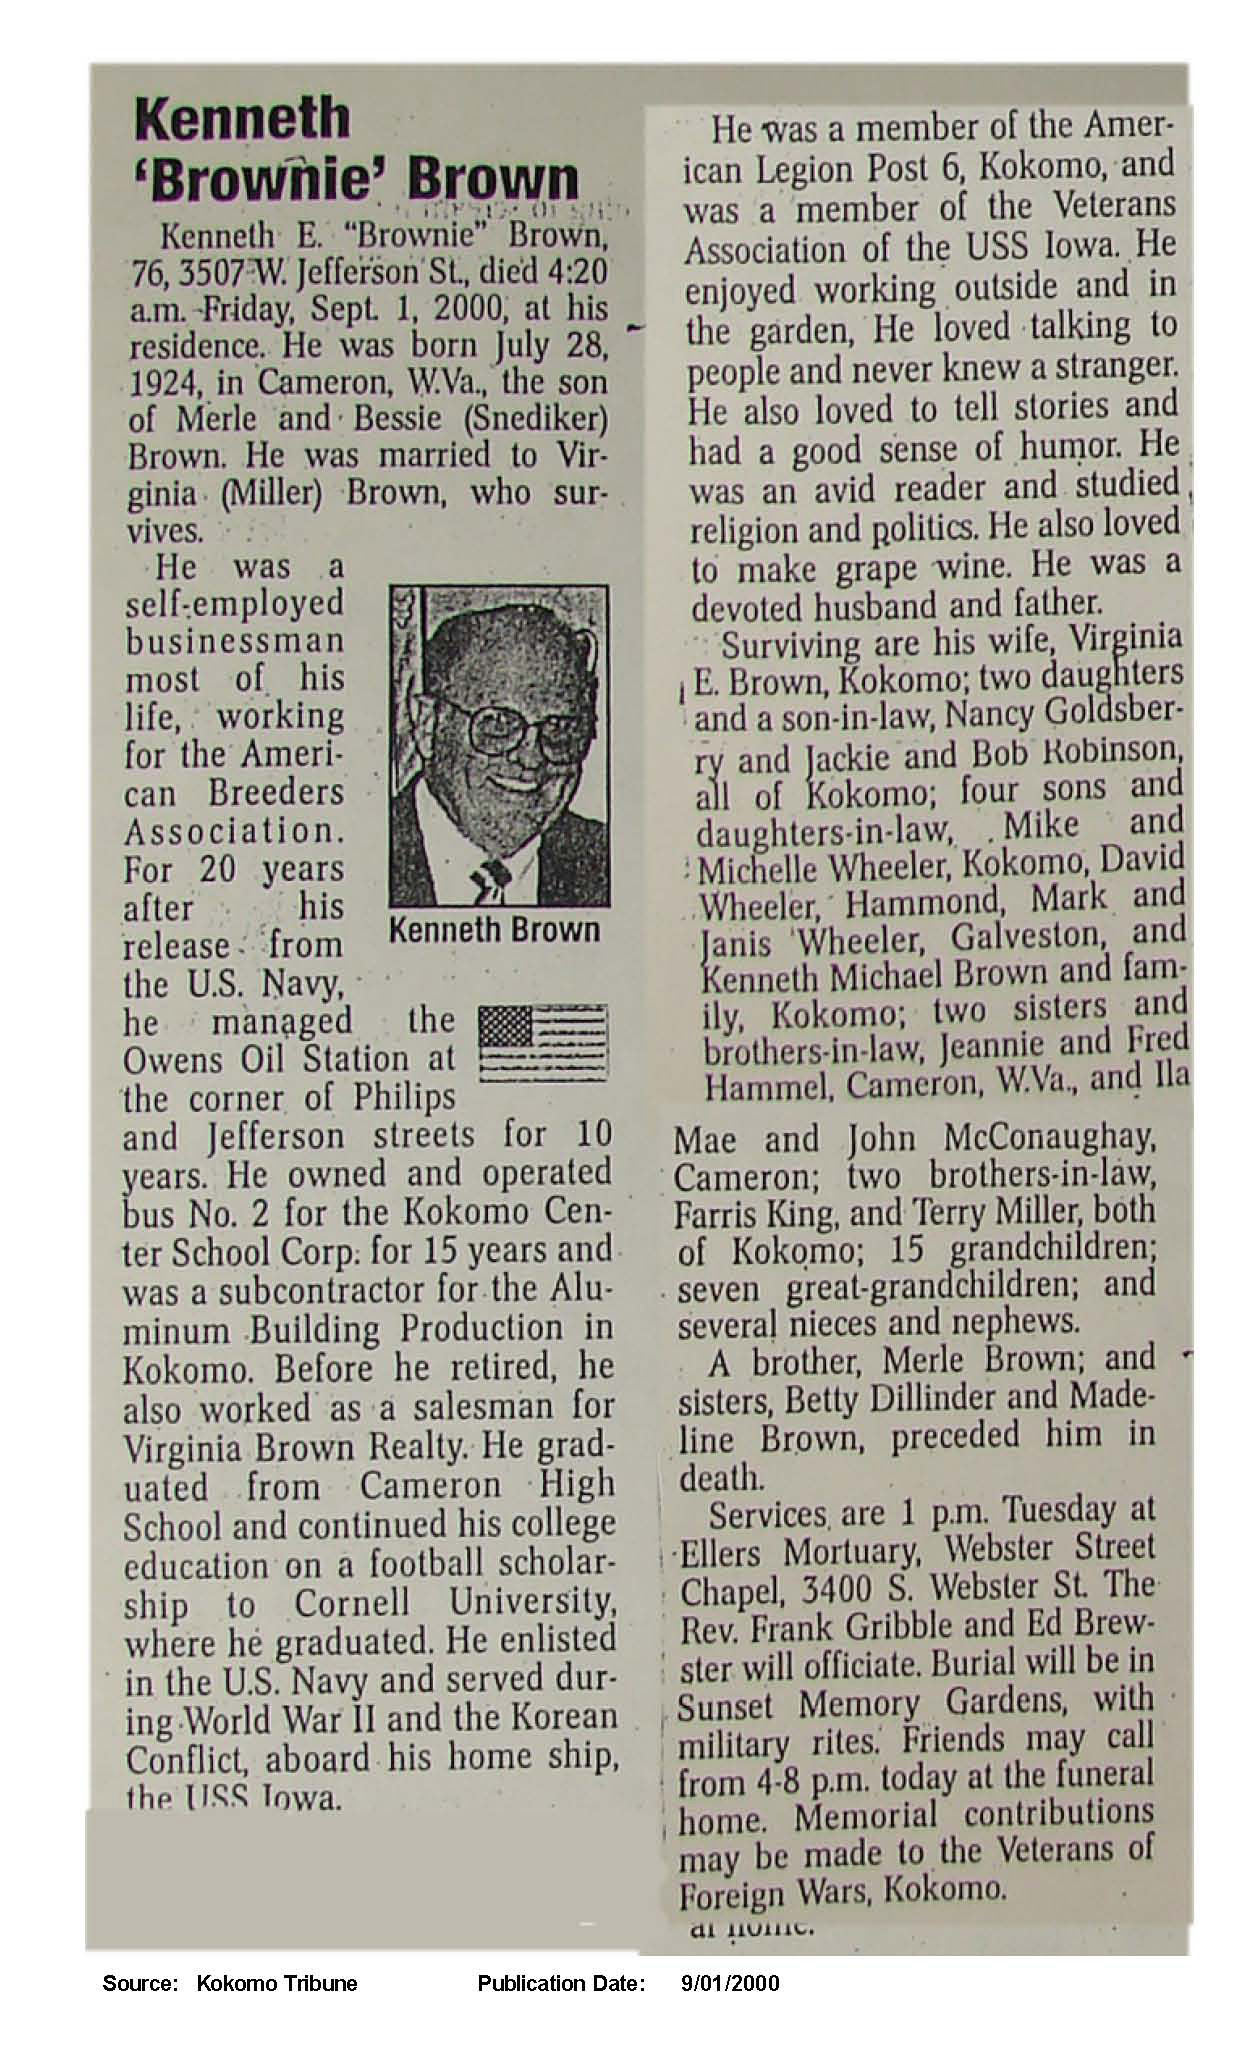 Kenneth
‘Brownie’ Brown
Kenneth E. “Brownie” Brown,
76, 3507 W. Jefferson St., died 4:20
a.m. Friday, Sept. 1, 2000, at his
residence. He was born July 28,
1924, in Cameron, W.Va., the son
of Merle and Bessie (Snediker)
Brown. He was married to Vir-
ginia (Miller) Brown, who sur-
vives.
He was a
self-employed
businessman
most of his
life, working
for the Ameri-
can Breeders
Association.
For 20 years
after his
release from
the U.S. Navy,
he managed the
Owens Oil Station at
the corner of Philips
and Jefferson streets for 10
years. He owned and operated
bus No. 2 for the Kokomo Cen-
ter School Corp. for 15 years and
was a subcontractor for the Alu-
minum Building Production in
Kokomo. Before he retired, he
also worked as a salesman for
Virginia Brown Realty. He grad-
uated from Cameron High
School and continued his college
education on a football scholar-
ship to Cornell University,
where he graduated. He enlisted
in the U.S. Navy and served dur-
ing World War II and the Korean
Conflict, aboard his home ship,
the USS Iowa.
Kenneth Brown
He was a member of the Amer-
ican Legion Post 6, Kokomo, and
was a member of the Veterans
Association of the USS Iowa. He
enjoyed working outside and in
the garden, He loved talking to
people and never knew a stranger.
He also loved to tell stories and
had a good sense of humor. He
was an avid reader and studied
religion and politics. He also loved
to make grape wine. He was a
devoted husband and father.
Surviving are his wife, Virginia
E. Brown, Kokomo; two daughters
and a son-in-law, Nancy Goldsber-
ry and Jackie and Bob Robinson,
all of Kokomo; four sons and
daughters-in-law, Mike and
Michelle Wheeler, Kokomo, David
Wheeler, Hammond, Mark and
Janis Wheeler, Galveston, and
Kenneth Michael Brown and fam-
ily, Kokomo; two sisters and
brothers-in-law, Jeannie and Fred
Hammel, Cameron, W.Va., and Ila
Mae and John McConaughay,
Cameron; two brothers-in-law,
Farris King, and Terry Miller, both
of Kokomo; 15 grandchildren;
seven great-grandchildren; and
several nieces and nephews.
A brother, Merle Brown; and
sisters, Betty Dillinder and Made-
line Brown, preceded him in
death.
Services are 1 p.m. Tuesday at
Ellers Mortuary, Webster Street
Chapel, 3400 S. Webster St. The
Rev. Frank Gribble and Ed Brew-
ster will officiate. Burial will be in
Sunset Memory Gardens, with
military rites. Friends may call
from 4-8 p.m. today at the funeral
home. Memorial contributions
may be made to the Veterans of
Foreign Wars, Kokomo.
Source: Kokomo Tribune Publication Date: 9/01/2000